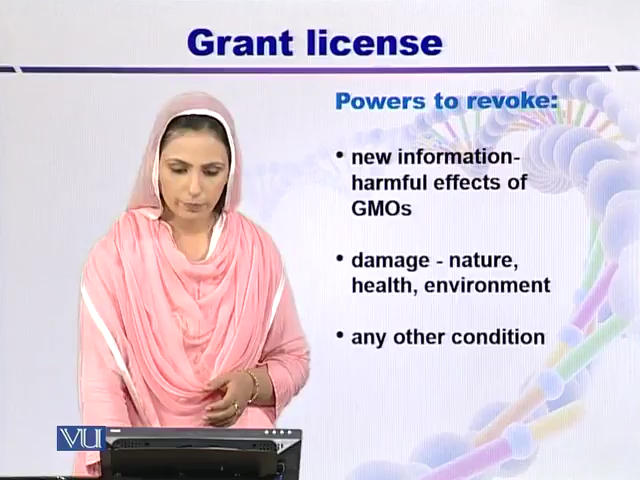 Grant license
Powers to revoke:
• new information-
harmful effects of
GMOs
• damage - nature,
health, environment
• any other condition
VU